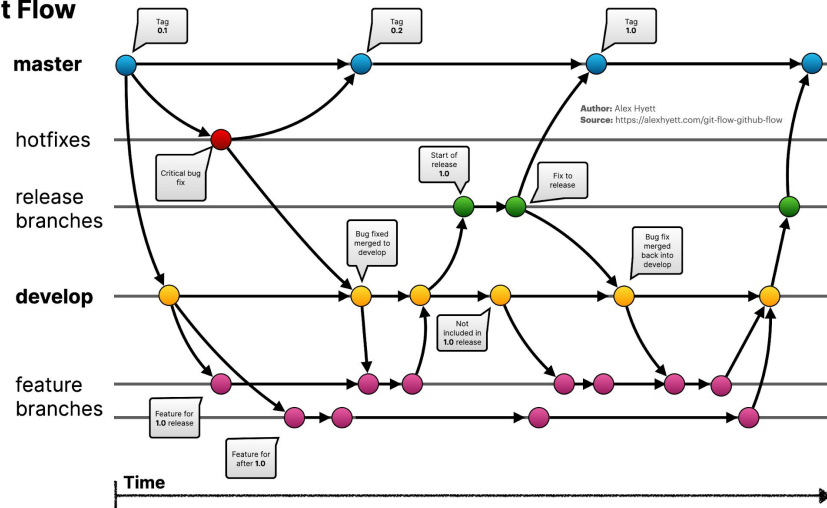 t Flow
Tag
0.1
Tag
0.2
Tag
1.0
master
Author: Alex Hyett
Source: https://alexhyett.com/git-flow-github-flow
hotfixes
Critical bug
fix
Start of
release
1.0
Fix to
release
release
branches
Bug fixed
merged to
develop
Bug fix
merged
back into
develop
develop
Not
included in
1.0 release
feature
branches
Feature for
1.0 release
Feature for
after 1.0
Time